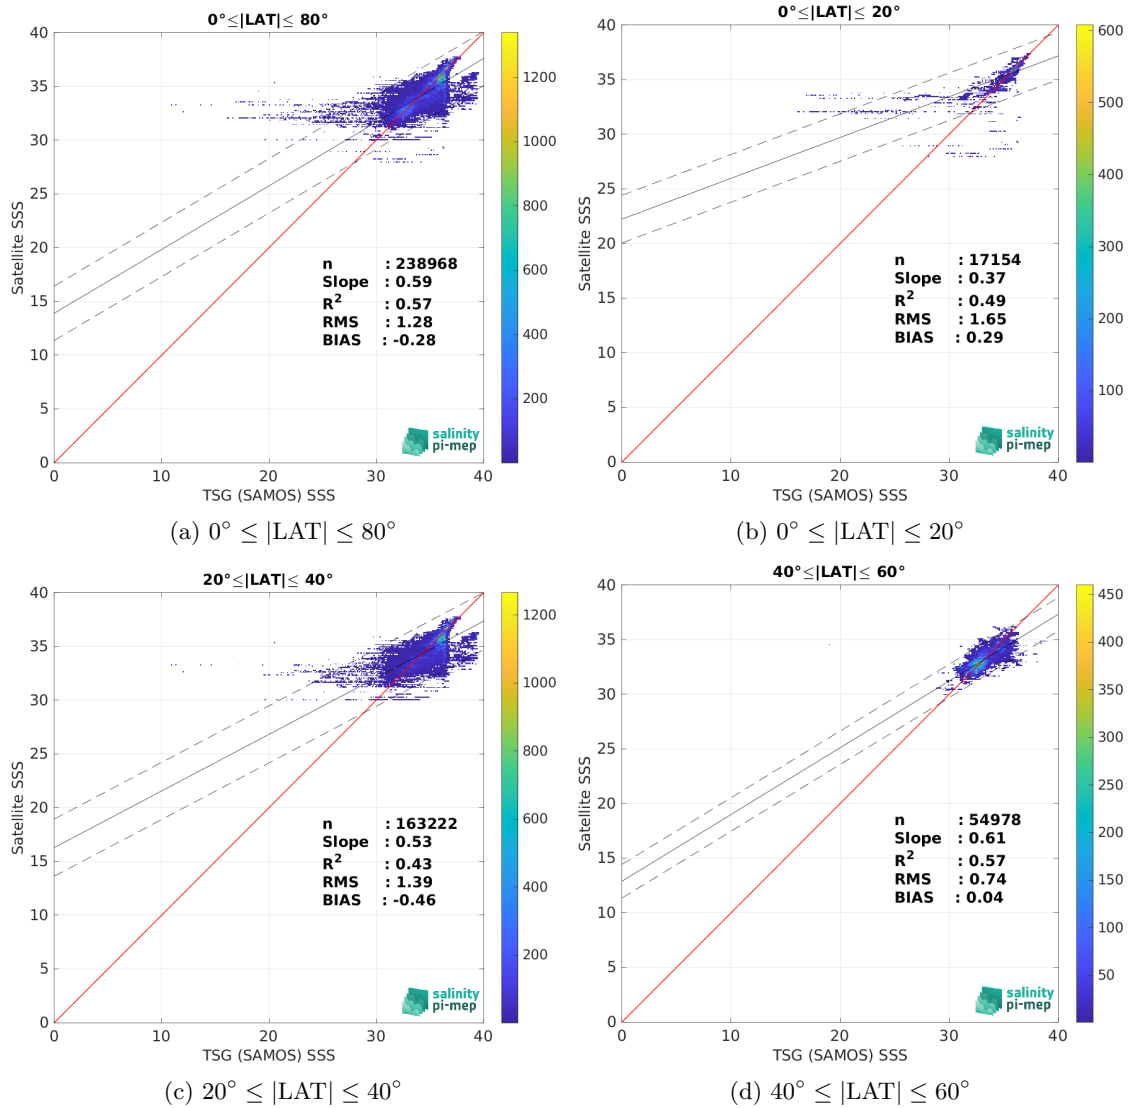 0°≤|LAT|≤ 80°
40
35
30
25
20
15
10
5
0
Satellite SSS
n : 238968
Slope : 0.59
R² : 0.57
RMS : 1.28
BIAS : -0.28
salinity
pi-mep
0 10 20 30 40
TSG (SAMOS) SSS
1200
1000
800
600
400
200
(a) 0° ≤ |LAT| ≤ 80°
0°≤|LAT|≤ 20°
40
35
30
25
20
15
10
5
0
Satellite SSS
n : 17154
Slope : 0.37
R² : 0.49
RMS : 1.65
BIAS : 0.29
salinity
pi-mep
0 10 20 30 40
TSG (SAMOS) SSS
600
500
400
300
200
100
(b) 0° ≤ |LAT| ≤ 20°
20°≤|LAT|≤ 40°
40
35
30
25
20
15
10
5
0
Satellite SSS
n : 163222
Slope : 0.53
R² : 0.43
RMS : 1.39
BIAS : -0.46
salinity
pi-mep
0 10 20 30 40
TSG (SAMOS) SSS
1200
1000
800
600
400
200
(c) 20° ≤ |LAT| ≤ 40°
40°≤|LAT|≤ 60°
40
35
30
25
20
15
10
5
0
Satellite SSS
n : 54978
Slope : 0.61
R² : 0.57
RMS : 0.74
BIAS : 0.04
salinity
pi-mep
0 10 20 30 40
TSG (SAMOS) SSS
450
400
350
300
250
200
150
100
50
(d) 40° ≤ |LAT| ≤ 60°